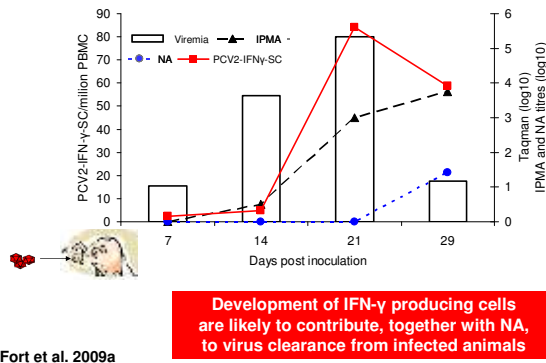 90
80
70
60
50
40
30
20
10
0
PCV2-IFN-γ-SC/milion PBMC
Viremia
IPMA
NA
PCV2-IFNγ-SC
6
5
4
3
2
1
0
Taqman (log10)
IPMA and NA titres (log10)
7 14 21 29
Days post inoculation
Development of IFN-γ producing cells
are likely to contribute, together with NA,
to virus clearance from infected animals
Fort et al. 2009a